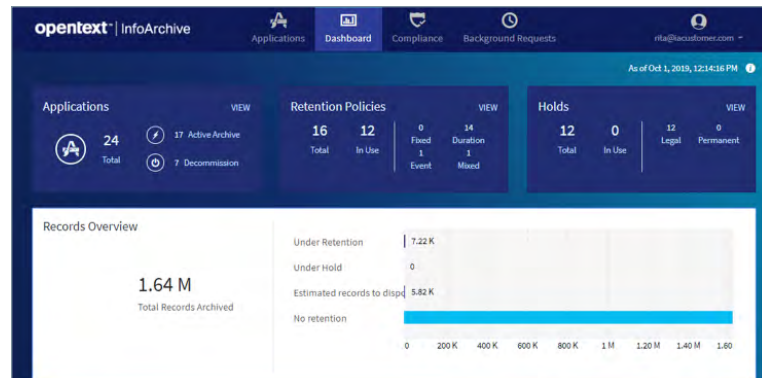 opentext™ | InfoArchive
Applications
Dashboard
Compliance
Background Requests
rita@iacustomer.com
As of Oct 1, 2019, 12:14:16 PM
Applications VIEW
24 Total
17 Active Archive
7 Decommission
Retention Policies VIEW
16 Total
12 In Use
0 Fixed
14 Duration
1 Event
1 Mixed
Holds VIEW
12 Total
0 In Use
12 Legal
0 Permanent
Records Overview
1.64 M
Total Records Archived
Under Retention 7.22 K
Under Hold 0
Estimated records to dispo 5.82 K
No retention
0 200 K 400 K 600 K 800 K 1 M 1.20 M 1.40 M 1.60